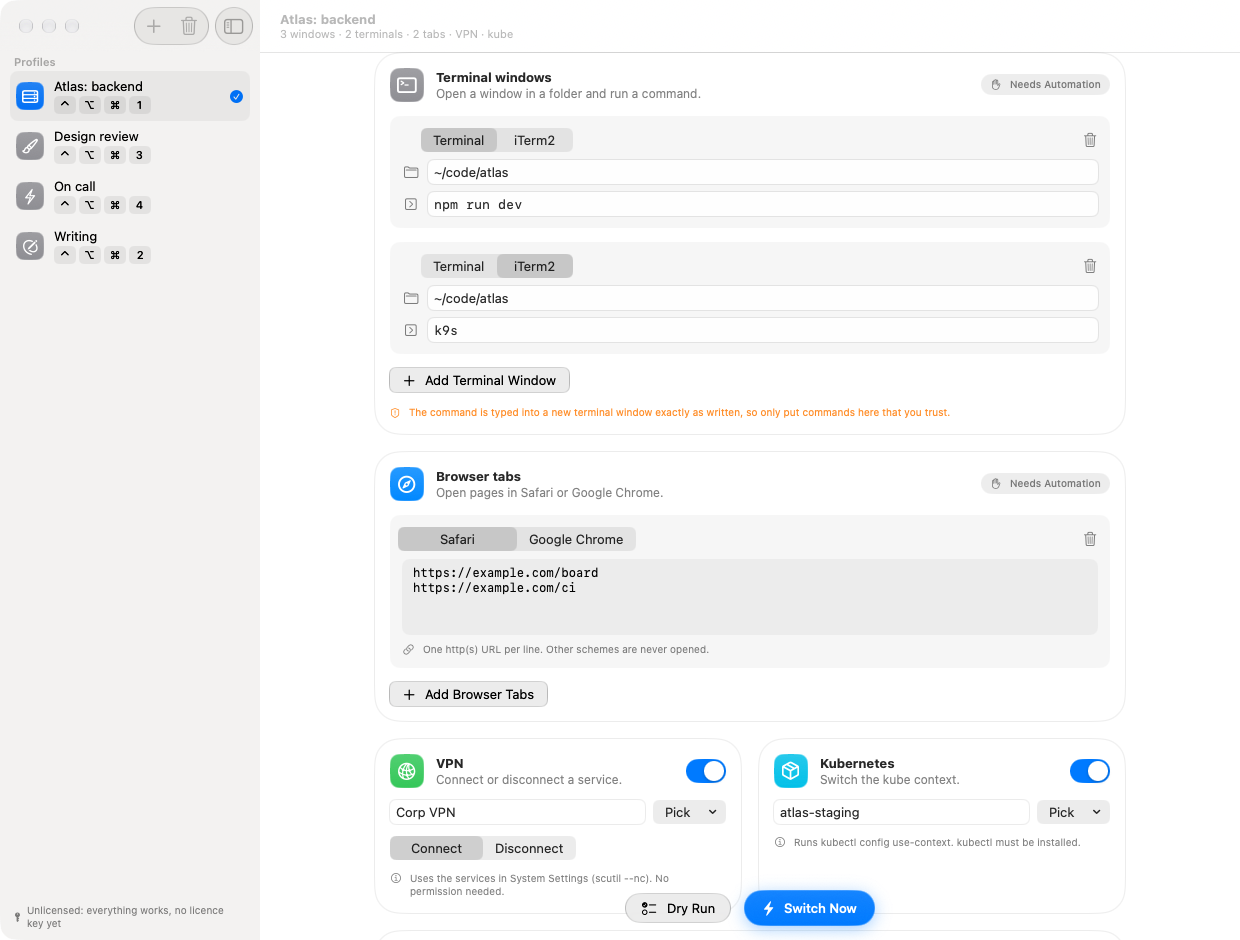 Atlas: backend
3 windows · 2 terminals · 2 tabs · VPN · kube
Profiles
Atlas: backend
^ ⌥ ⌘ 1
Design review
^ ⌥ ⌘ 3
On call
^ ⌥ ⌘ 4
Writing
^ ⌥ ⌘ 2
Unlicensed: everything works, no licence
key yet
Terminal windows
Open a window in a folder and run a command.
Needs Automation
Terminal iTerm2
~/code/atlas
npm run dev
Terminal iTerm2
~/code/atlas
k9s
Add Terminal Window
The command is typed into a new terminal window exactly as written, so only put commands here that you trust.
Browser tabs
Open pages in Safari or Google Chrome.
Needs Automation
Safari Google Chrome
https://example.com/board
https://example.com/ci
One http(s) URL per line. Other schemes are never opened.
Add Browser Tabs
VPN
Connect or disconnect a service.
Corp VPN Pick
Connect Disconnect
Uses the services in System Settings (scutil --nc). No
permission needed.
Kubernetes
Switch the kube context.
atlas-staging Pick
Runs kubectl config use-context. kubectl must be installed.
Dry Run
Switch Now